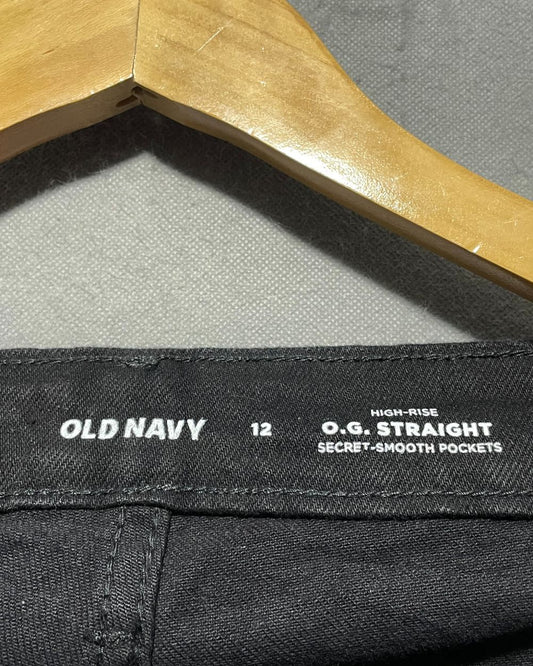 OLD NAVY
12
HIGH-RISE
O.G. STRAIGHT
SECRET-SMOOTH POCKETS